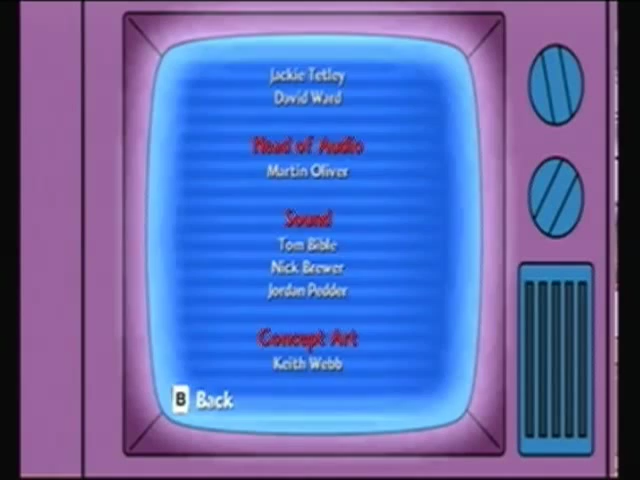 Jackie Tetley
David Ward
Head of Audio
Martin Oliver
Sound
Tom Bible
Nick Brewer
Jordan Pedder
Concept Art
Keith Webb
B Back